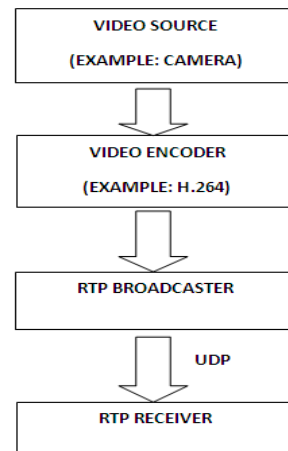 VIDEO SOURCE
(EXAMPLE: CAMERA)
VIDEO ENCODER
(EXAMPLE: H.264)
RTP BROADCASTER
UDP
RTP RECEIVER